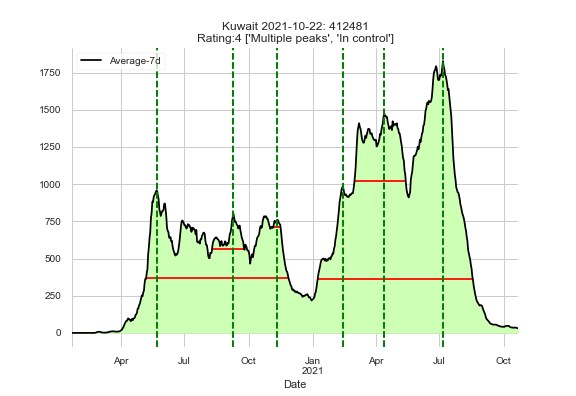 Kuwait 2021-10-22: 412481
Rating:4 ['Multiple peaks', 'In control']
Average-7d
1750
1500
1250
1000
750
500
250
0
Apr Jul Oct Jan Apr Jul Oct
2021
Date